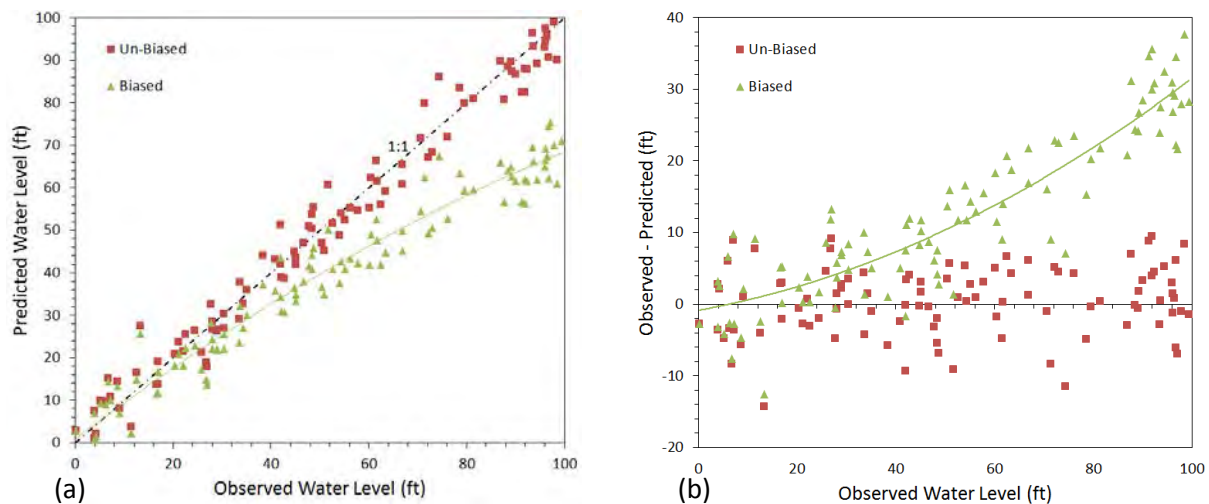 100
90
80
70
60
50
40
30
20
10
0
Predicted Water Level (ft)
Un-Biased
Biased
1:1
0 20 40 60 80 100
(a) Observed Water Level (ft)
40
30
20
10
0
-10
-20
Observed - Predicted (ft)
Un-Biased
Biased
0 20 40 60 80 100
(b) Observed Water Level (ft)